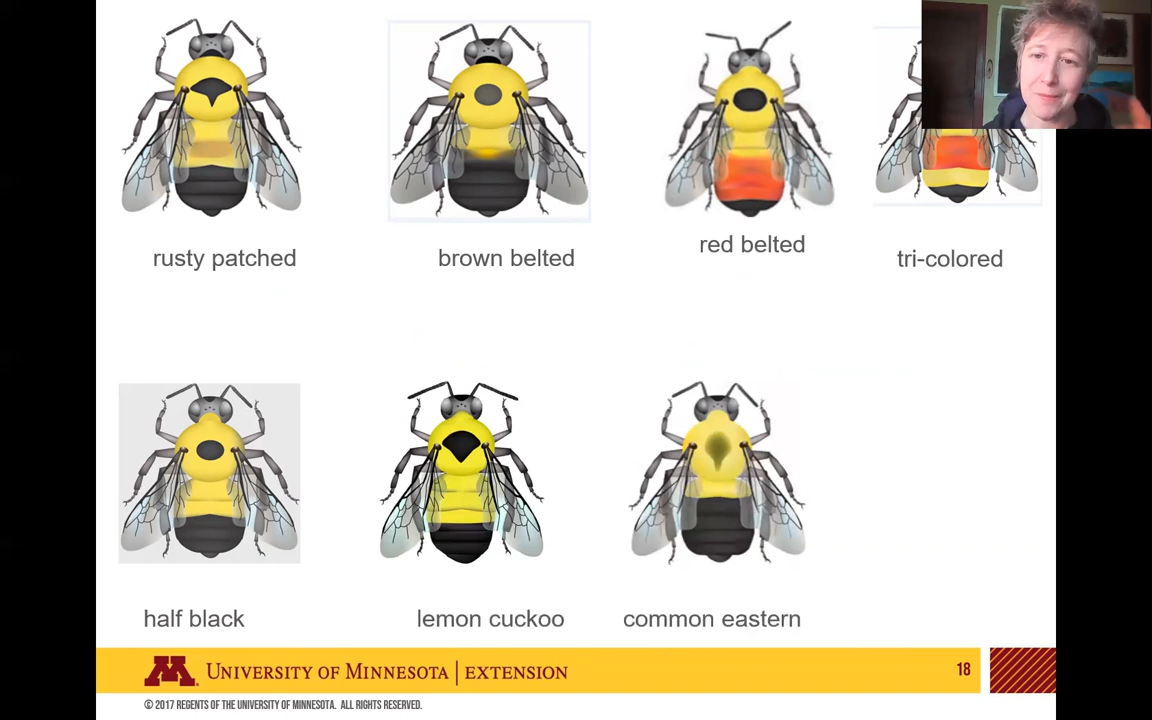 rusty patched
brown belted
red belted
tri-colored
half black
lemon cuckoo
common eastern
UNIVERSITY OF MINNESOTA | EXTENSION
18
© 2017 REGENTS OF THE UNIVERSITY OF MINNESOTA. ALL RIGHTS RESERVED.